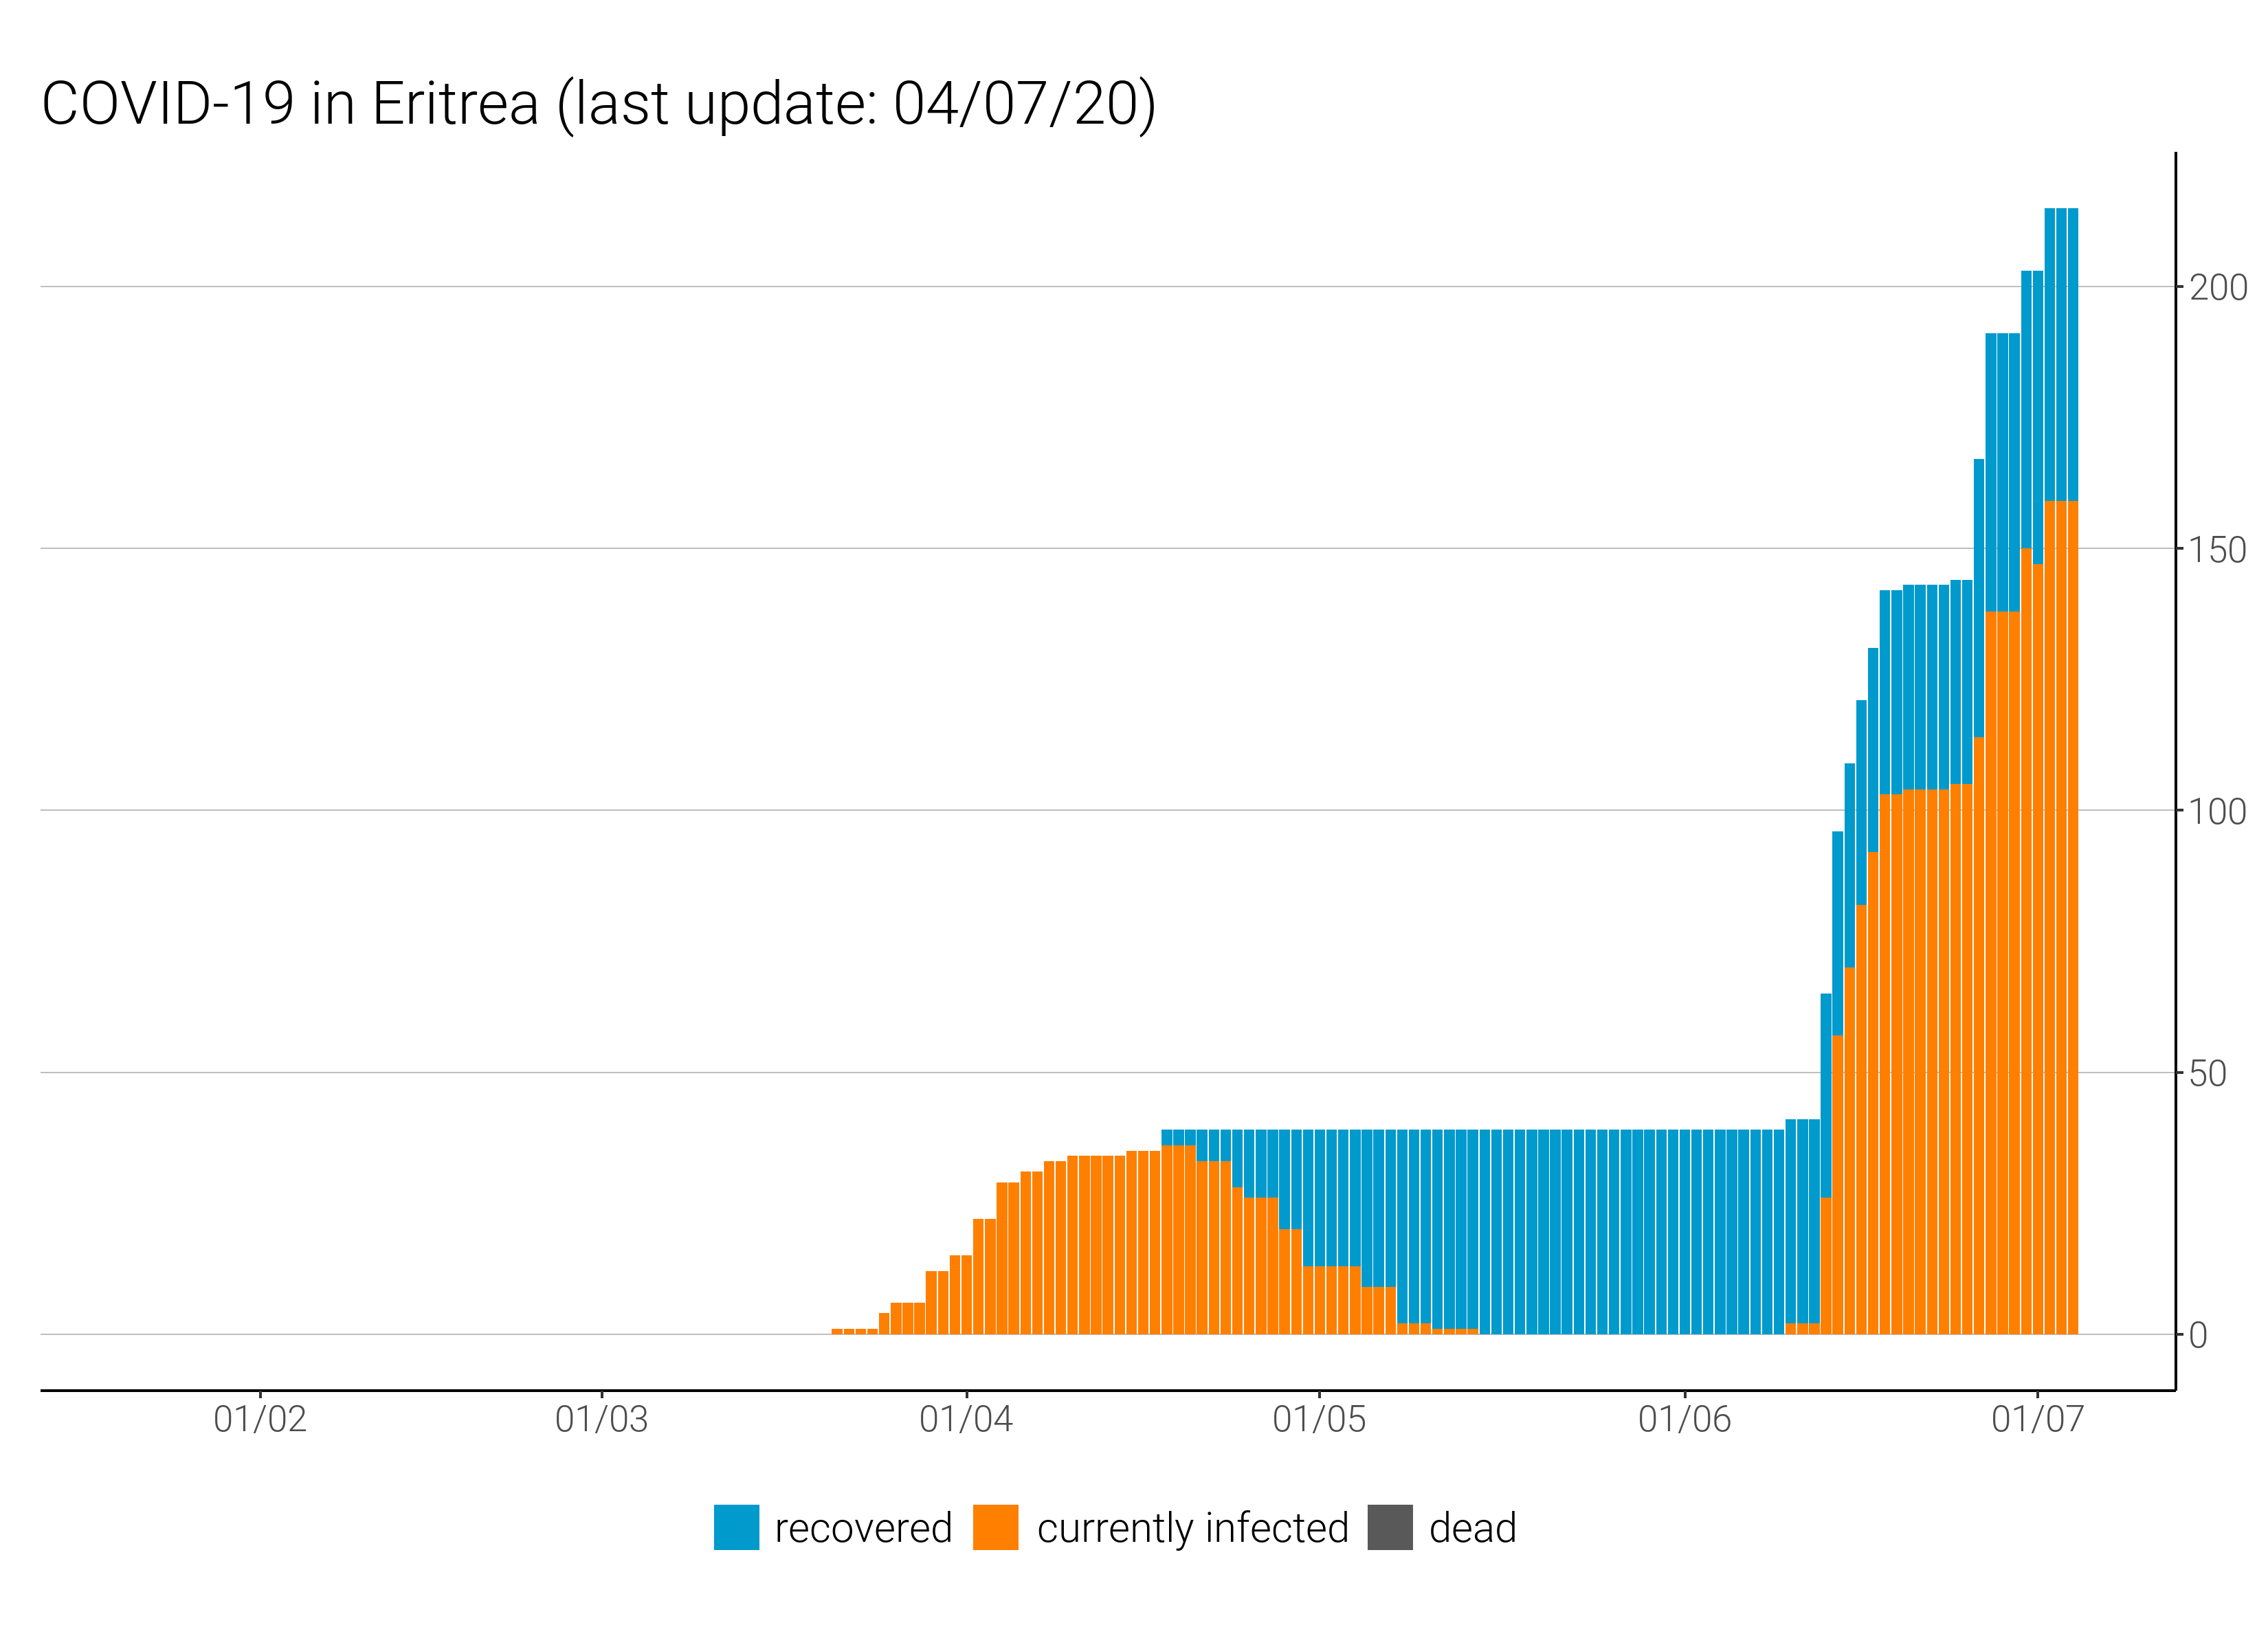 COVID-19 in Eritrea (last update: 04/07/20)
200
150
100
50
0
01/02 01/03 01/04 01/05 01/06 01/07
recovered currently infected dead